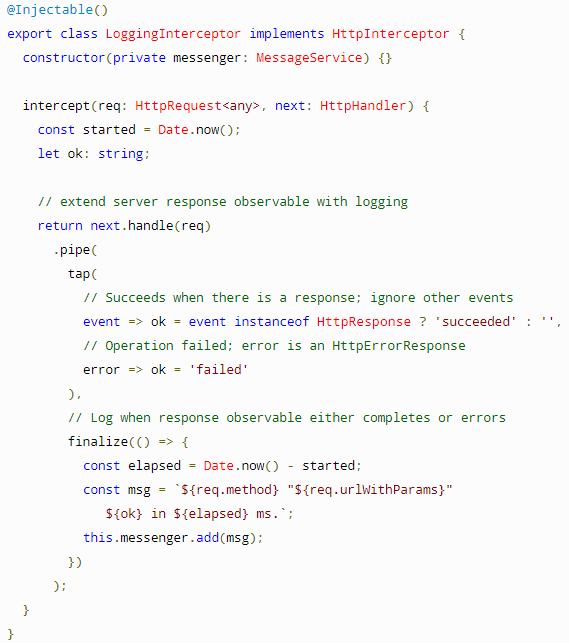 @Injectable()
export class LoggingInterceptor implements HttpInterceptor {
  constructor(private messenger: MessageService) {}

  intercept(req: HttpRequest<any>, next: HttpHandler) {
    const started = Date.now();
    let ok: string;

    // extend server response observable with logging
    return next.handle(req)
      .pipe(
        tap(
          // Succeeds when there is a response; ignore other events
          event => ok = event instanceof HttpResponse ? 'succeeded' : '',
          // Operation failed; error is an HttpErrorResponse
          error => ok = 'failed'
        ),
        // Log when response observable either completes or errors
        finalize(() => {
          const elapsed = Date.now() - started;
          const msg = `${req.method} "${req.urlWithParams}"
             ${ok} in ${elapsed} ms.`;
          this.messenger.add(msg);
        })
      );
  }
}